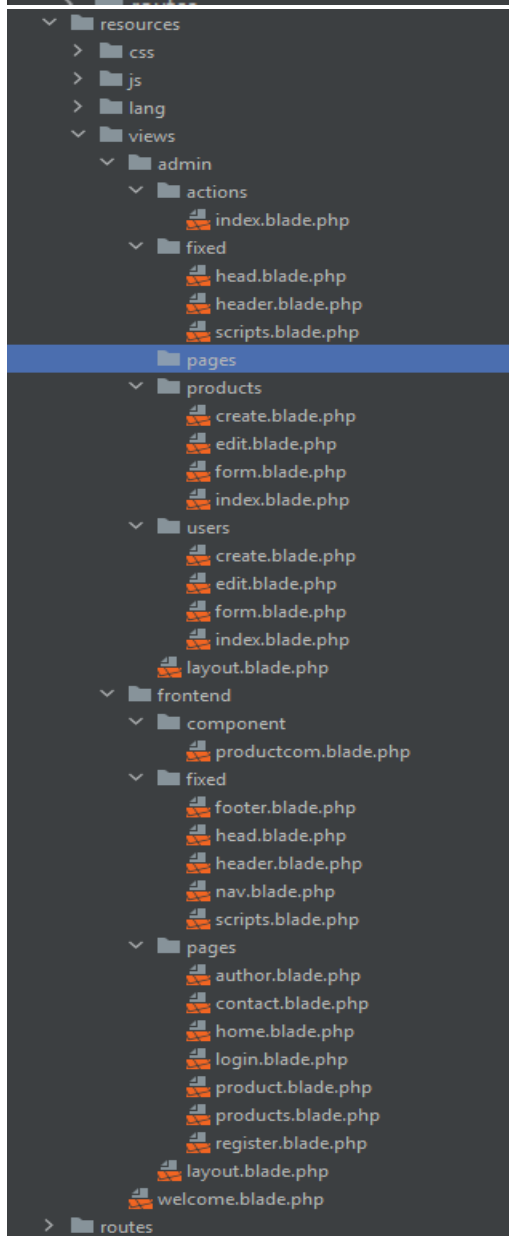 routes
resources
css
js
lang
views
admin
actions
index.blade.php
fixed
head.blade.php
header.blade.php
scripts.blade.php
pages
products
create.blade.php
edit.blade.php
form.blade.php
index.blade.php
users
create.blade.php
edit.blade.php
form.blade.php
index.blade.php
layout.blade.php
frontend
component
productcom.blade.php
fixed
footer.blade.php
head.blade.php
header.blade.php
nav.blade.php
scripts.blade.php
pages
author.blade.php
contact.blade.php
home.blade.php
login.blade.php
product.blade.php
products.blade.php
register.blade.php
layout.blade.php
welcome.blade.php
routes